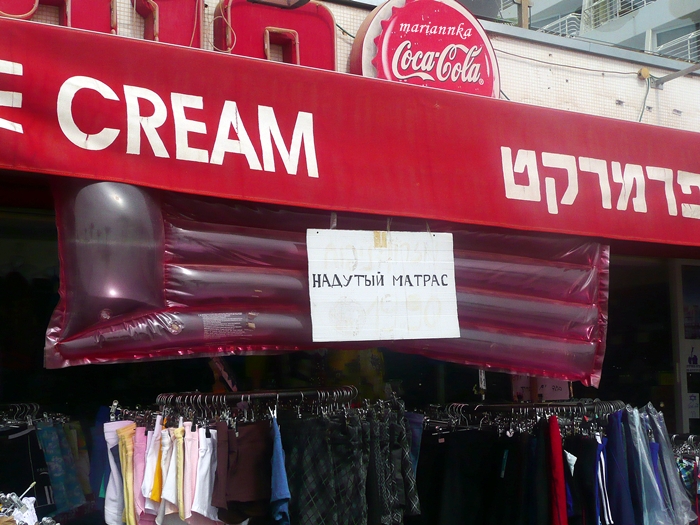 mariannka
Coca-Cola
CREAM
פרמרקט
НАДУТЫЙ МАТРАС